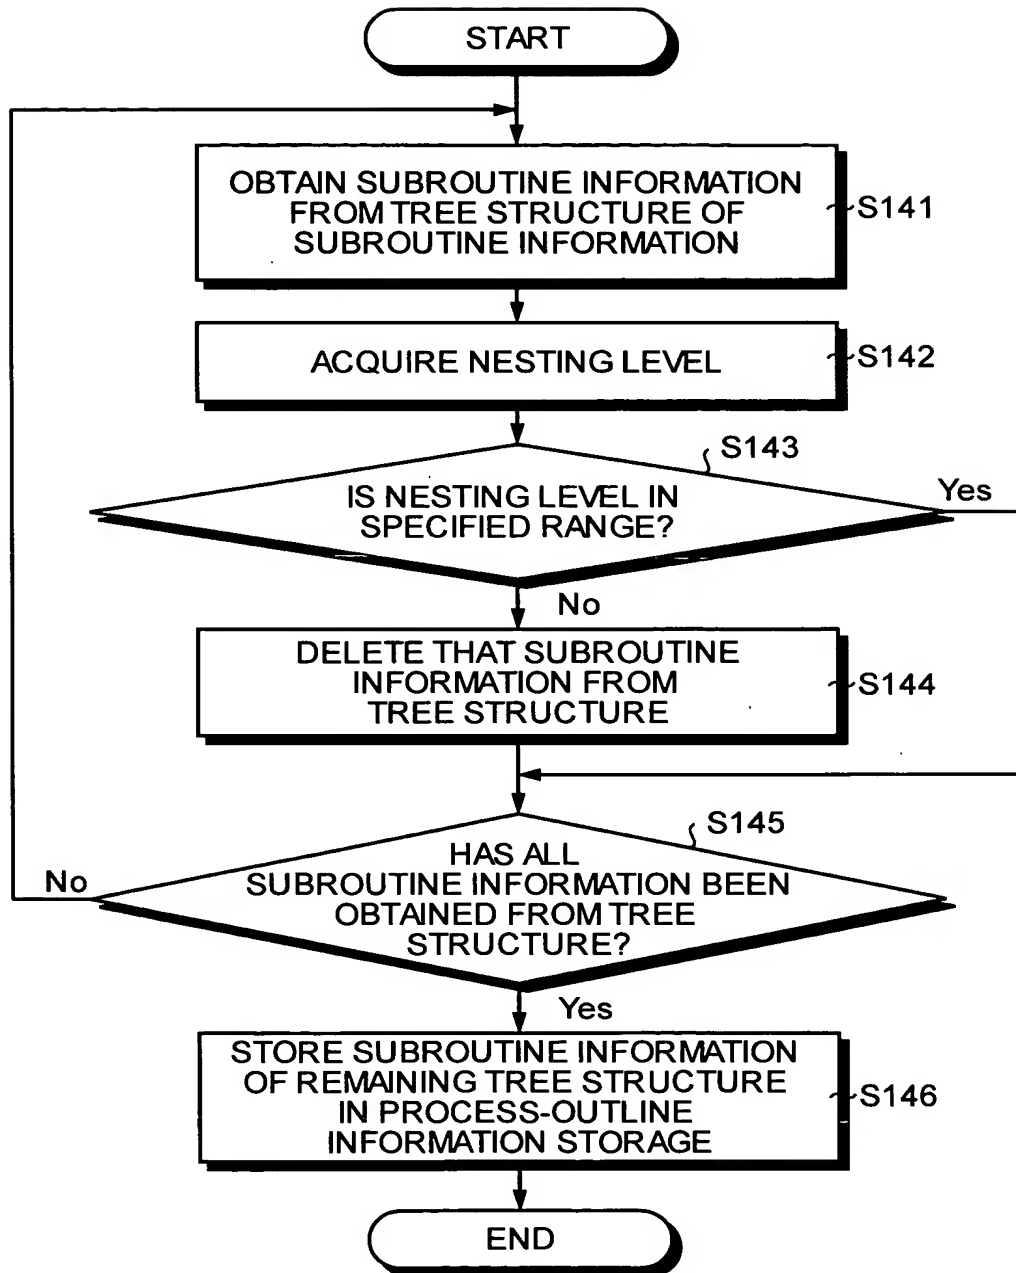 START
OBTAIN SUBROUTINE INFORMATION
FROM TREE STRUCTURE OF
SUBROUTINE INFORMATION
S141
ACQUIRE NESTING LEVEL
S142
S143
IS NESTING LEVEL IN
SPECIFIED RANGE?
Yes
No
DELETE THAT SUBROUTINE
INFORMATION FROM
TREE STRUCTURE
S144
S145
HAS ALL
SUBROUTINE INFORMATION BEEN
OBTAINED FROM TREE
STRUCTURE?
No
Yes
STORE SUBROUTINE INFORMATION
OF REMAINING TREE STRUCTURE
IN PROCESS-OUTLINE
INFORMATION STORAGE
S146
END